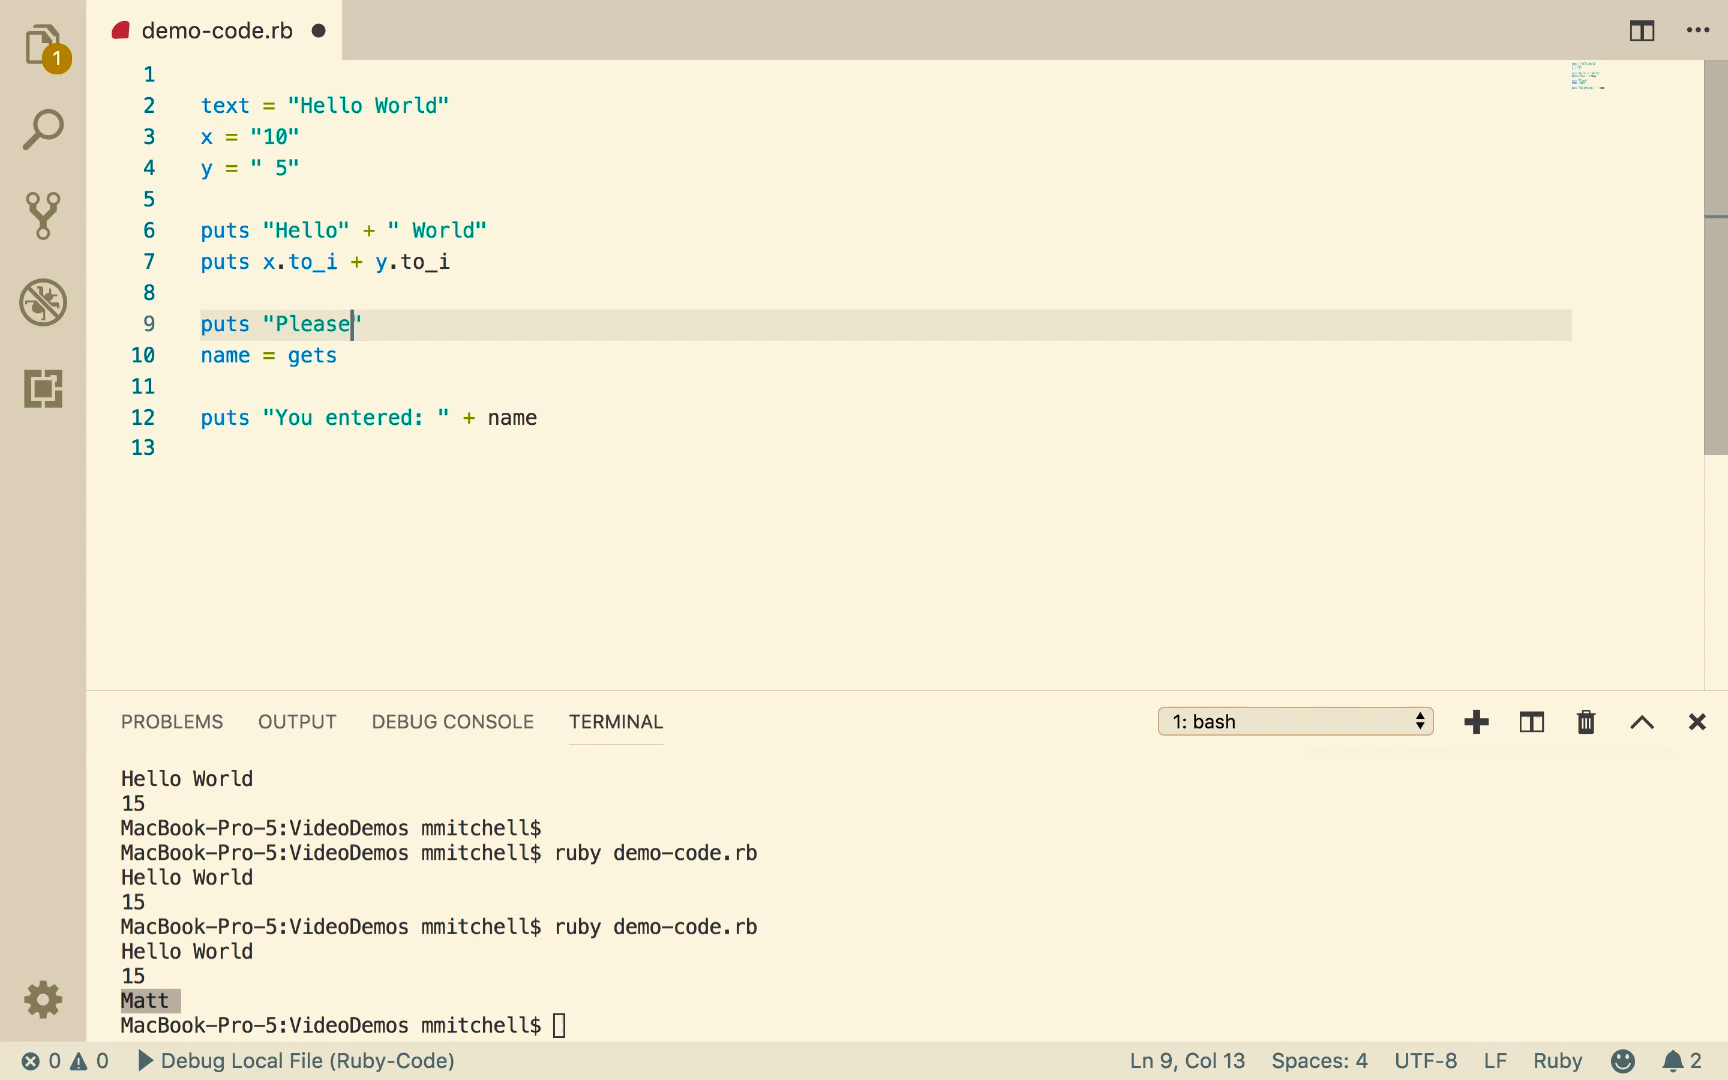 demo-code.rb
1
1
2 text = "Hello World"
3 x = "10"
4 y = " 5"
5
6 puts "Hello" + " World"
7 puts x.to_i + y.to_i
8
9 puts "Please"
10 name = gets
11
12 puts "You entered: " + name
13
PROBLEMS OUTPUT DEBUG CONSOLE TERMINAL 1: bash
Hello World
15
MacBook-Pro-5:VideoDemos mmitchell$
MacBook-Pro-5:VideoDemos mmitchell$ ruby demo-code.rb
Hello World
15
MacBook-Pro-5:VideoDemos mmitchell$ ruby demo-code.rb
Hello World
15
Matt
MacBook-Pro-5:VideoDemos mmitchell$
0 0 Debug Local File (Ruby-Code) Ln 9, Col 13 Spaces: 4 UTF-8 LF Ruby 2